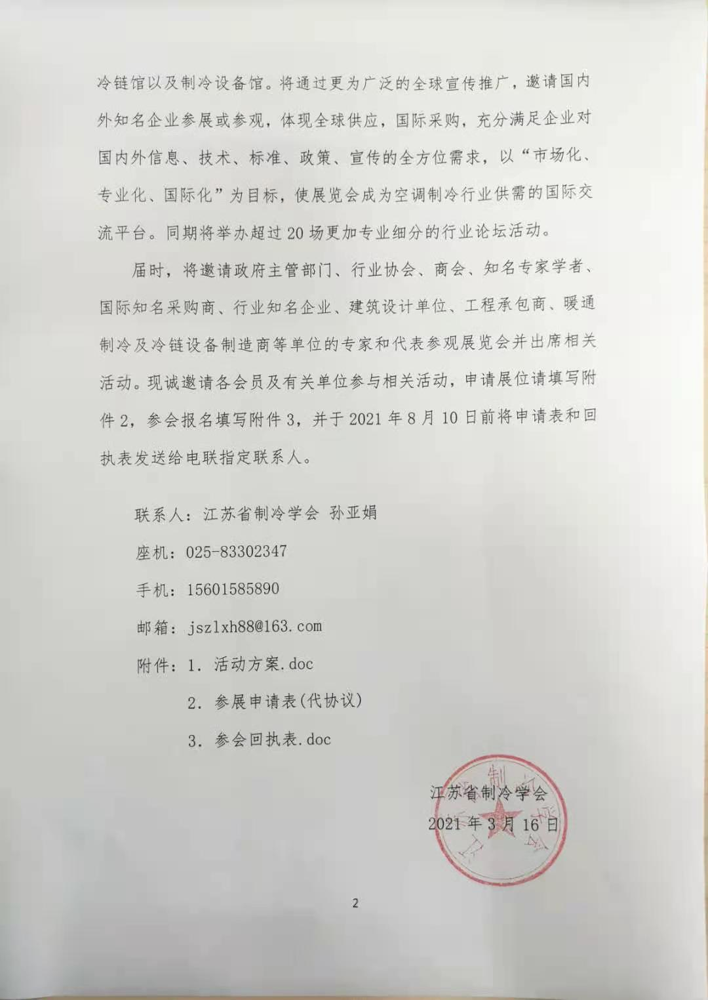 冷链馆以及制冷设备馆。将通过更为广泛的全球宣传推广，邀请国内
外知名企业参展或参观，体现全球供应，国际采购，充分满足企业对
国内外信息、技术、标准、政策、宣传的全方位需求，以“市场化、
专业化、国际化”为目标，使展览会成为空调制冷行业供需的国际交
流平台。同期将举办超过 20 场更加专业细分的行业论坛活动。
届时，将邀请政府主管部门、行业协会、商会、知名专家学者、
国际知名采购商、行业知名企业、建筑设计单位、工程承包商、暖通
制冷及冷链设备制造商等单位的专家和代表参观展览会并出席相关
活动。现诚邀请各会员及有关单位参与相关活动，申请展位请填写附
件 2，参会报名填写附件 3，并于 2021 年 8 月 10 日前将申请表和回
执表发送给电联指定联系人。
联系人：江苏省制冷学会 孙亚娟
座机：025-83302347
手机：15601585890
邮箱：jszlxh88@163.com
附件：1. 活动方案.doc
2. 参展申请表(代协议)
3. 参会回执表.doc
江苏省制冷学会
2021 年 3 月 16 日
江苏省制冷学会
2